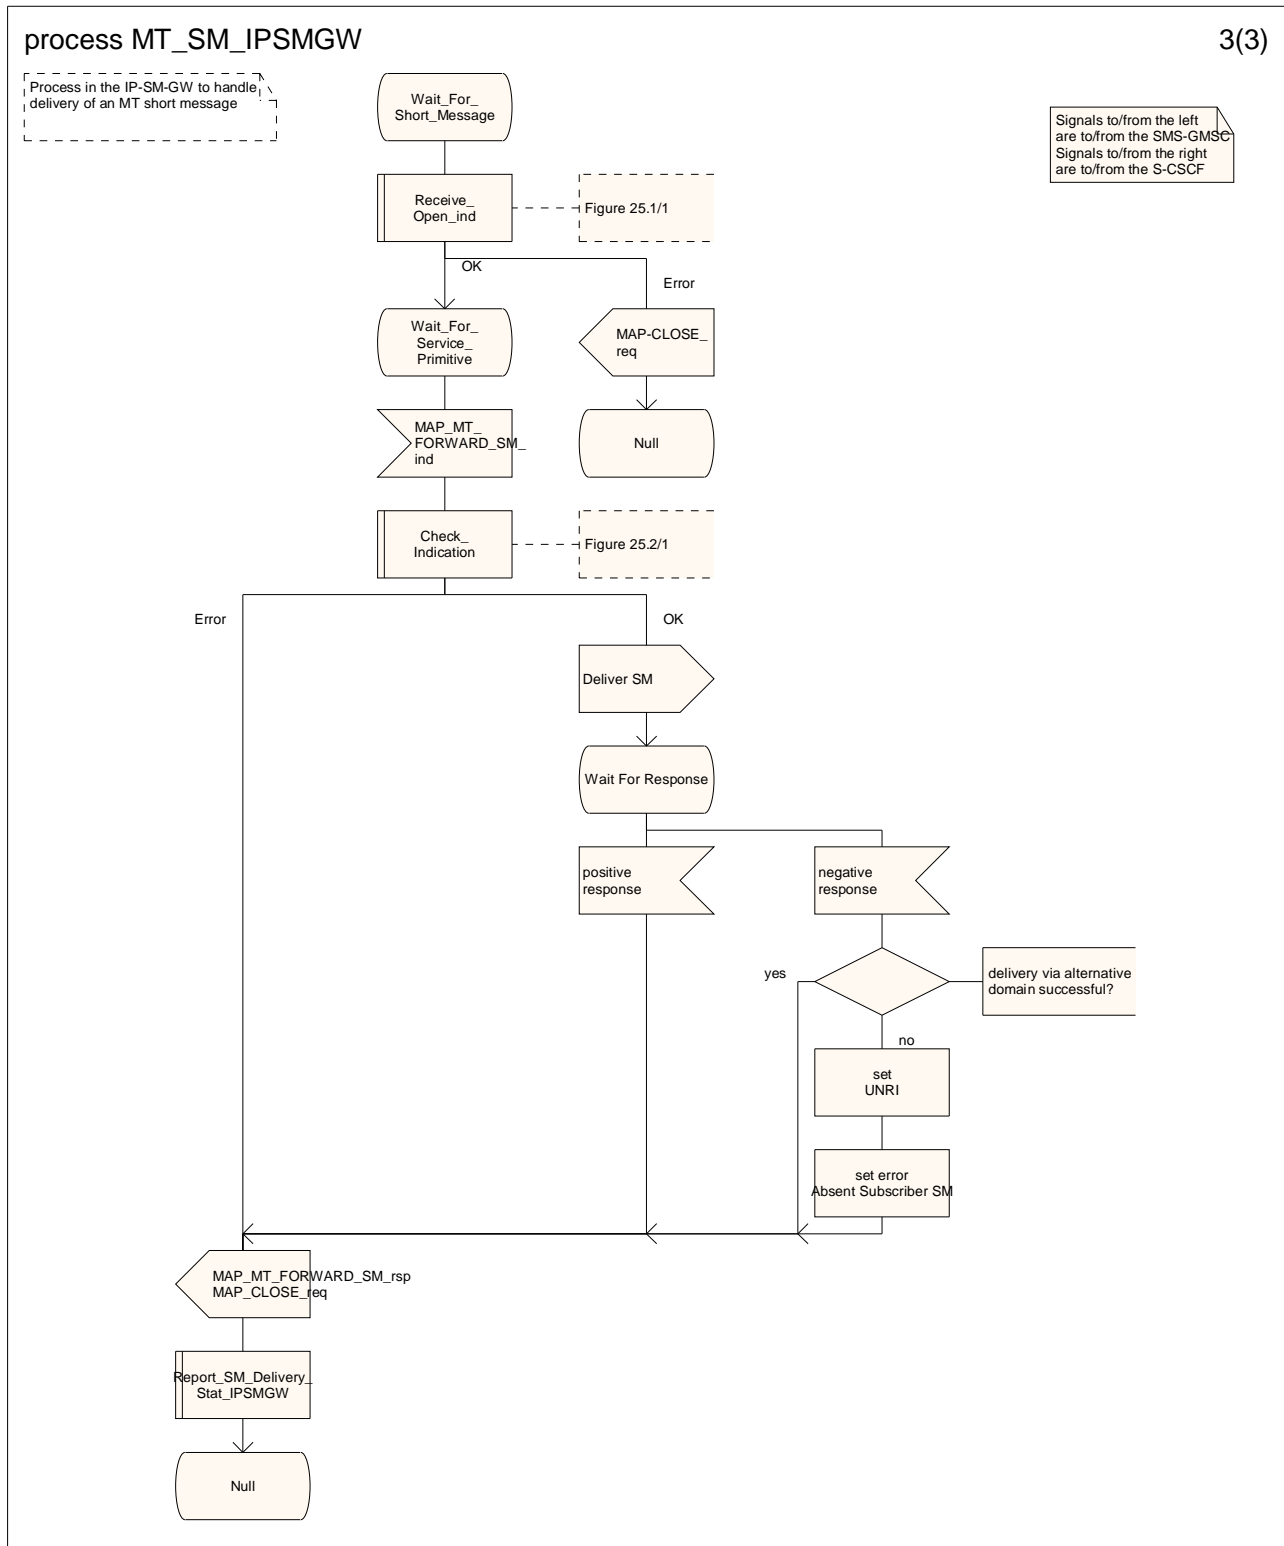 process MT_SM_IPSMGW
3(3)
Process in the IP-SM-GW to handle
delivery of an MT short message
Wait_For_
Short_Message
Signals to/from the left
are to/from the SMS-GMSC
Signals to/from the right
are to/from the S-CSCF
Receive_
Open_ind
Figure 25.1/1
OK
Error
Wait_For_
Service_
Primitive
MAP-CLOSE_
req
MAP_MT_
FORWARD_SM_
ind
Null
Check_
Indication
Figure 25.2/1
Error
OK
Deliver SM
Wait For Response
positive
response
negative
response
yes
delivery via alternative
domain successful?
no
set
UNRI
set error
Absent Subscriber SM
MAP_MT_FORWARD_SM_rsp
MAP_CLOSE_req
Report_SM_Delivery_
Stat_IPSMGW
Null